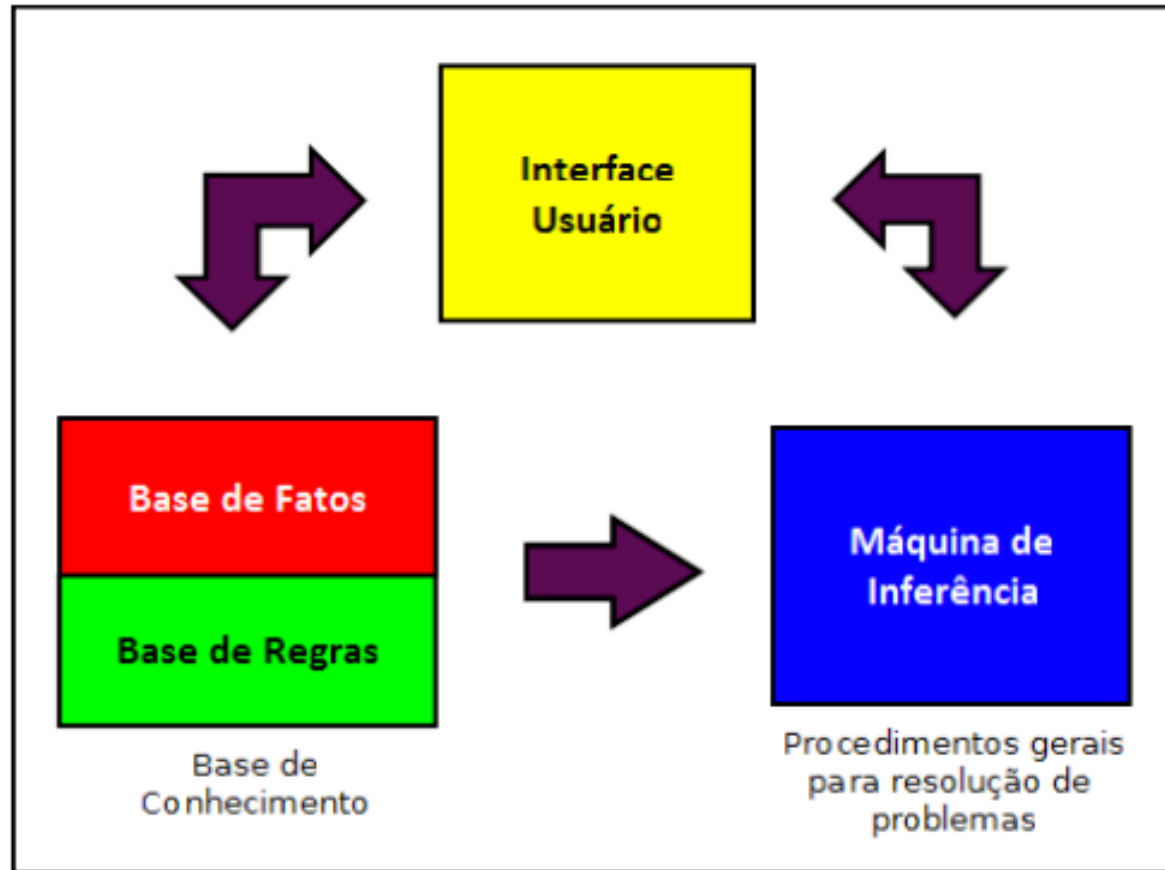 Interface
Usuário
Base de Fatos
Base de Regras
Base de
Conhecimento
Máquina de
Inferência
Procedimentos gerais
para resolução de
problemas